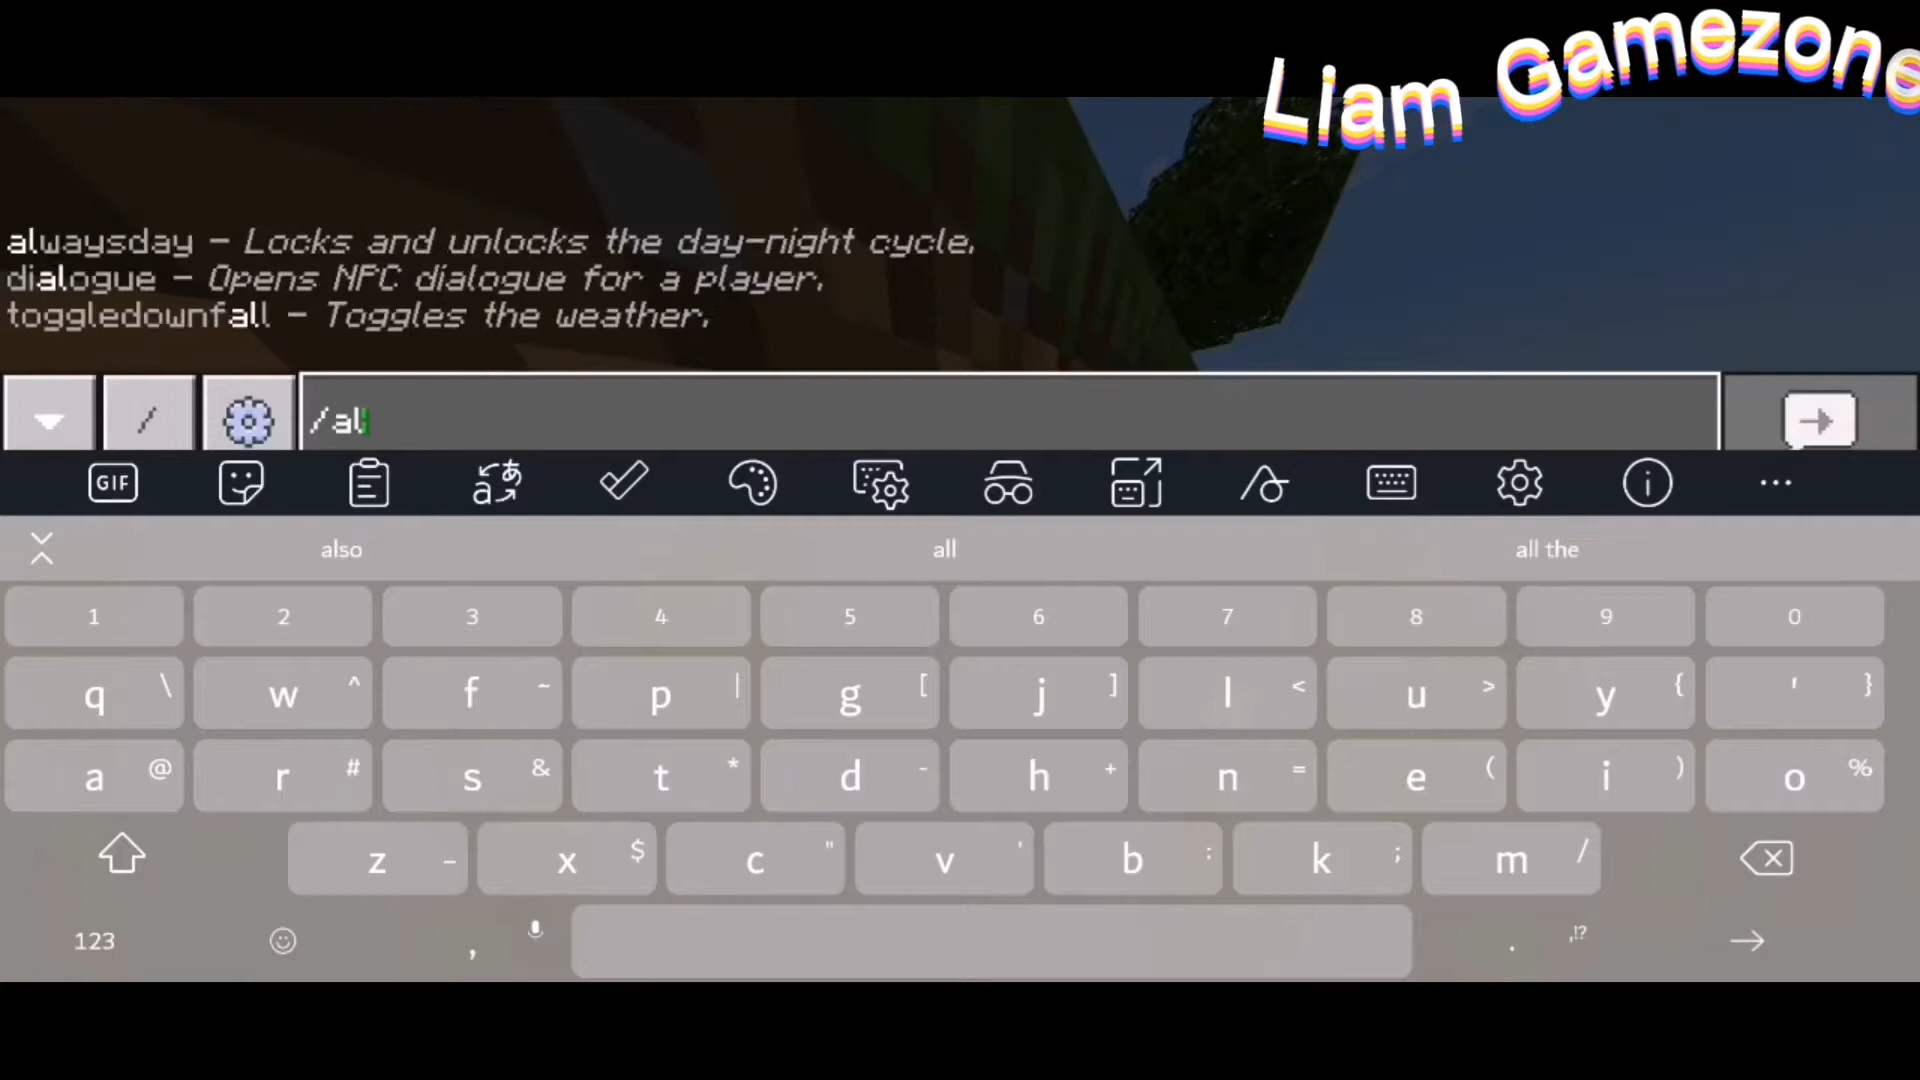 Liam Gamezone
alwaysday – Locks and unlocks the day-night cycle.
dialogue – Opens NPC dialogue for a player.
toggledownfall – Toggles the weather.
/
/al
GIF
also all all the
1 2 3 4 5 6 7 8 9 0
q \ w ^ f ~ p | g [ j ] l < u > y { ' }
a @ r # s & t * d - h + n = e ( i ) o %
z _ x $ c " v ' b : k ; m /
123 , . ,!?